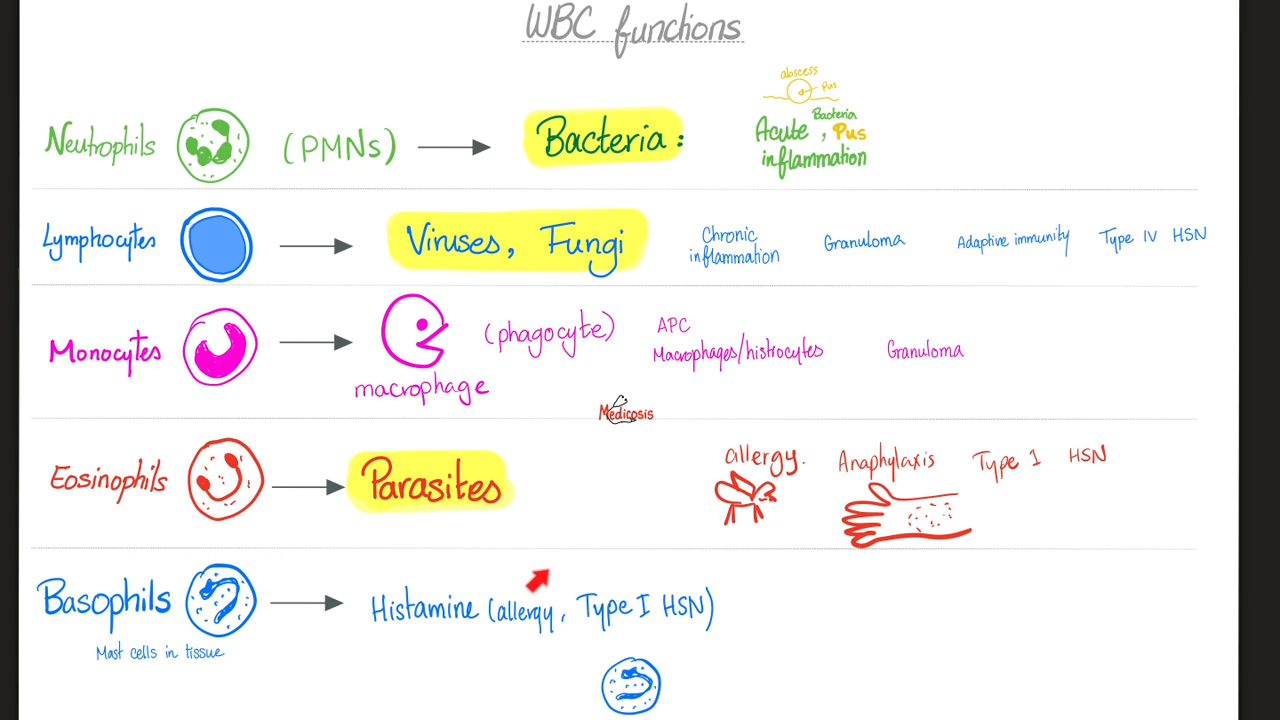 WBC functions
abscess
Pus
Neutrophils (PMNs) Bacteria: Acute Bacteria, Pus
inflammation
Lymphocytes Viruses, Fungi Chronic inflammation Granuloma Adaptive immunity Type IV HSN
Monocytes (phagocyte) APC
Macrophages/histiocytes Granuloma
macrophage
Medicosis
Eosinophils Parasites allergy. Anaphylaxis Type 1 HSN
Basophils Histamine (allergy, Type I HSN)
Mast cells in tissue